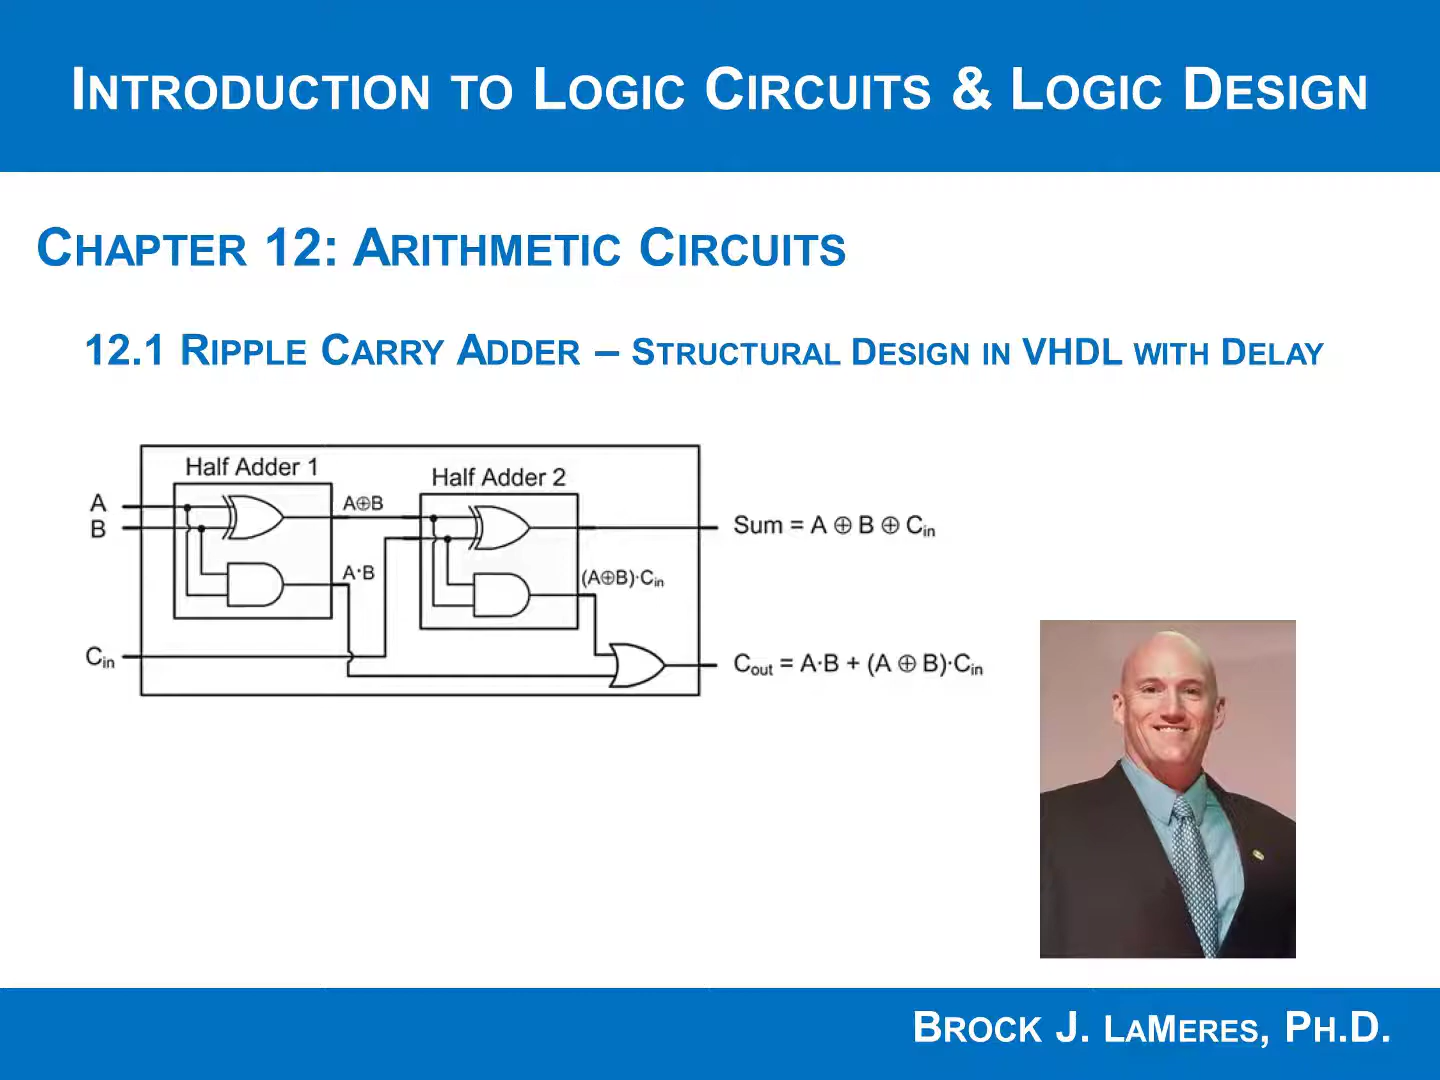 INTRODUCTION TO LOGIC CIRCUITS & LOGIC DESIGN
CHAPTER 12: ARITHMETIC CIRCUITS
12.1 RIPPLE CARRY ADDER – STRUCTURAL DESIGN IN VHDL WITH DELAY
Half Adder 1
Half Adder 2
A
B
A⊕B
Sum = A ⊕ B ⊕ Cin
A·B
(A⊕B)·Cin
Cin
Cout = A·B + (A ⊕ B)·Cin
BROCK J. LAMERES, PH.D.